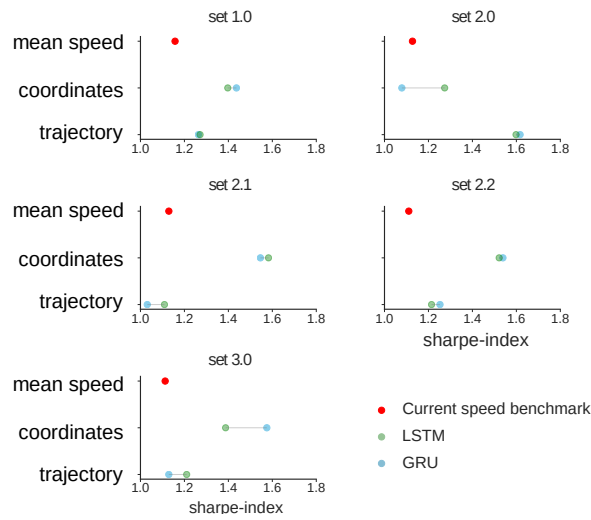 set 1.0
set 2.0
mean speed
coordinates
trajectory
1.0 1.2 1.4 1.6 1.8
1.0 1.2 1.4 1.6 1.8
set 2.1
set 2.2
mean speed
coordinates
trajectory
1.0 1.2 1.4 1.6 1.8
1.0 1.2 1.4 1.6 1.8
sharpe-index
set 3.0
mean speed
coordinates
trajectory
1.0 1.2 1.4 1.6 1.8
sharpe-index
Current speed benchmark
LSTM
GRU